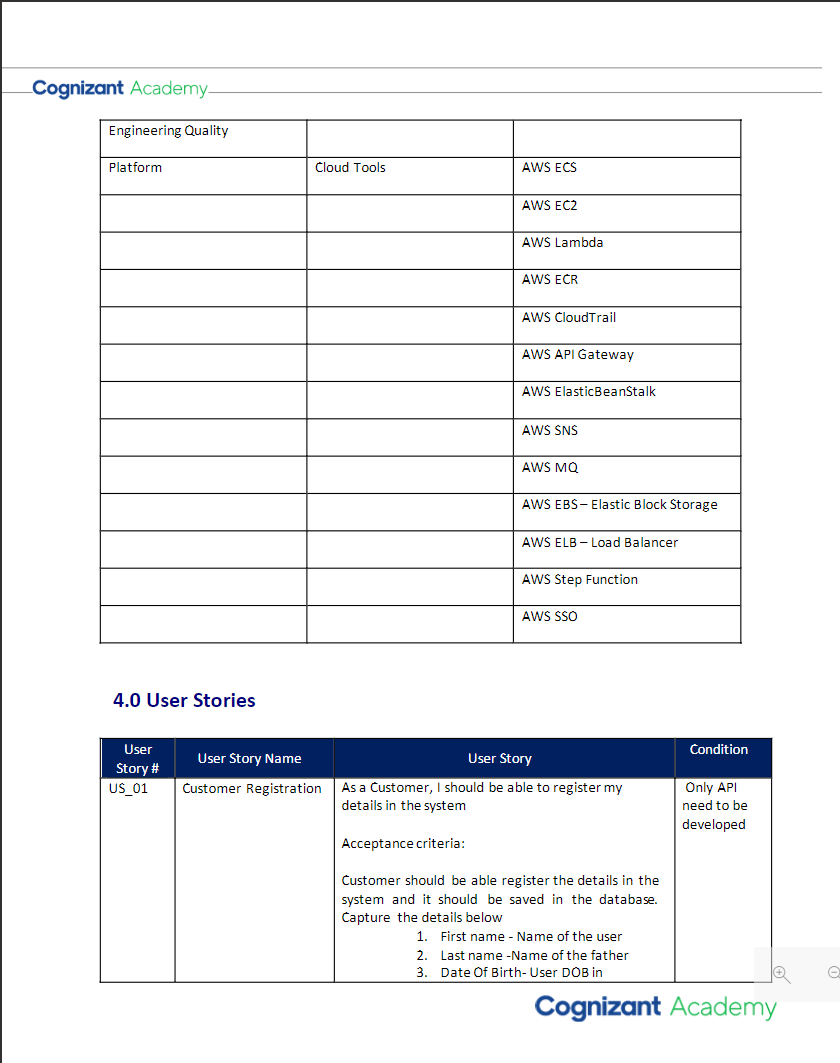 Cognizant Academy
Engineering Quality
Platform Cloud Tools AWS ECS
AWS EC2
AWS Lambda
AWS ECR
AWS CloudTrail
AWS API Gateway
AWS ElasticBeanStalk
AWS SNS
AWS MQ
AWS EBS – Elastic Block Storage
AWS ELB – Load Balancer
AWS Step Function
AWS SSO
4.0 User Stories
User
Story #
User Story Name
User Story
Condition
US_01
Customer Registration
As a Customer, I should be able to register my
details in the system
Acceptance criteria:
Customer should be able register the details in the
system and it should be saved in the database.
Capture the details below
1. First name - Name of the user
2. Last name -Name of the father
3. Date Of Birth- User DOB in
Only API
need to be
developed
Cognizant Academy